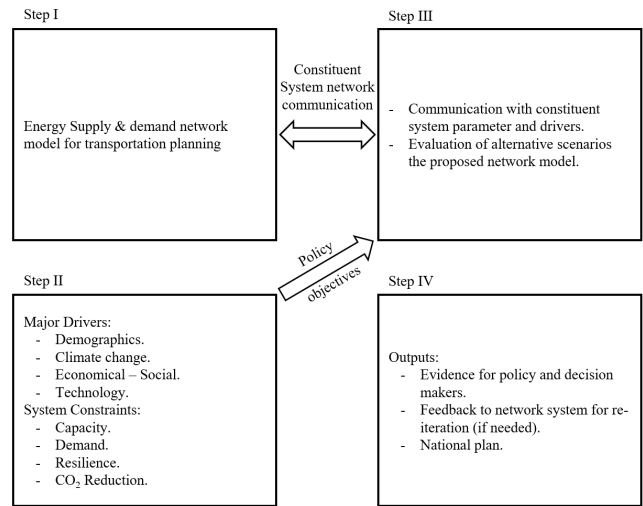 Step I
Energy Supply & demand network
model for transportation planning
Constituent
System network
communication
Step III
- Communication with constituent
system parameter and drivers.
- Evaluation of alternative scenarios
the proposed network model.
Policy
objectives
Step II
Major Drivers:
- Demographics.
- Climate change.
- Economical – Social.
- Technology.
System Constraints:
- Capacity.
- Demand.
- Resilience.
- CO₂ Reduction.
Step IV
Outputs:
- Evidence for policy and decision
makers.
- Feedback to network system for re-
iteration (if needed).
- National plan.